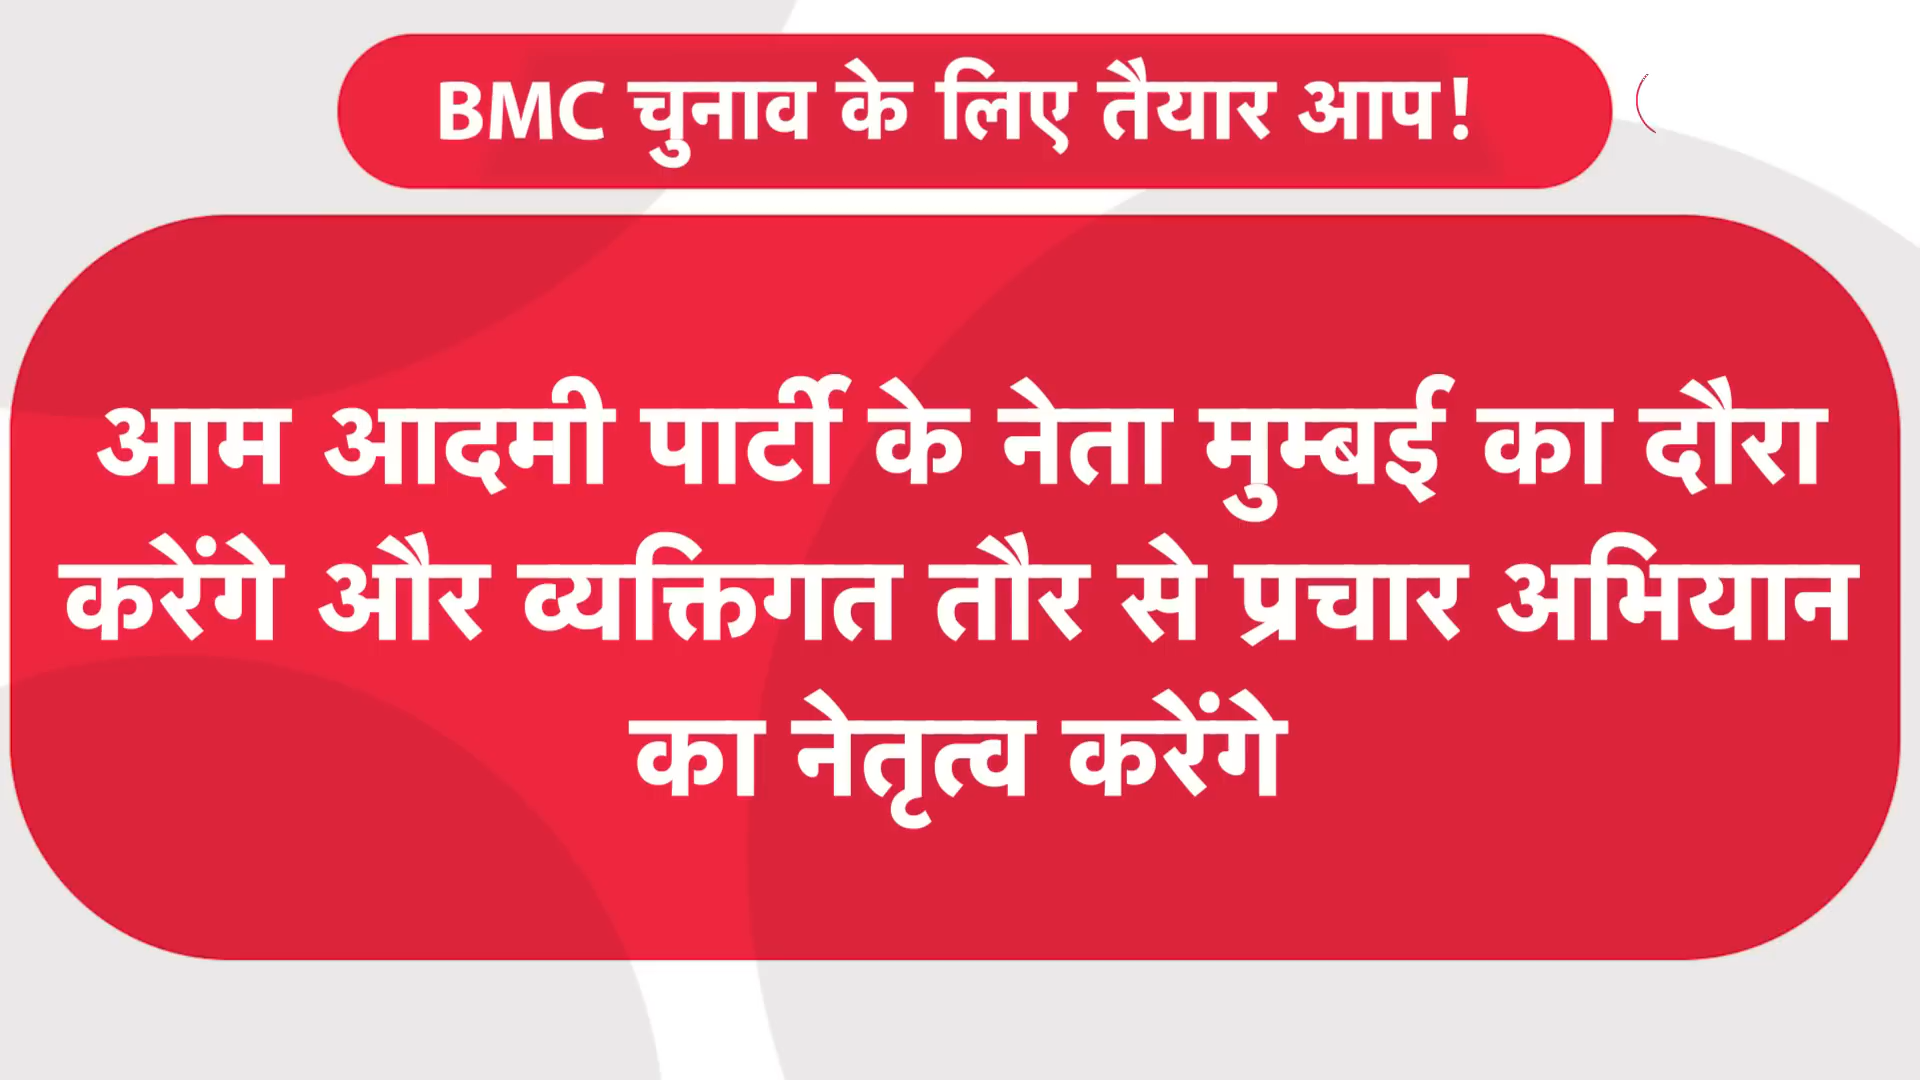 BMC चुनाव के लिए तैयार आप!
आम आदमी पार्टी के नेता मुम्बई का दौरा
करेंगे और व्यक्तिगत तौर से प्रचार अभियान
का नेतृत्व करेंगे